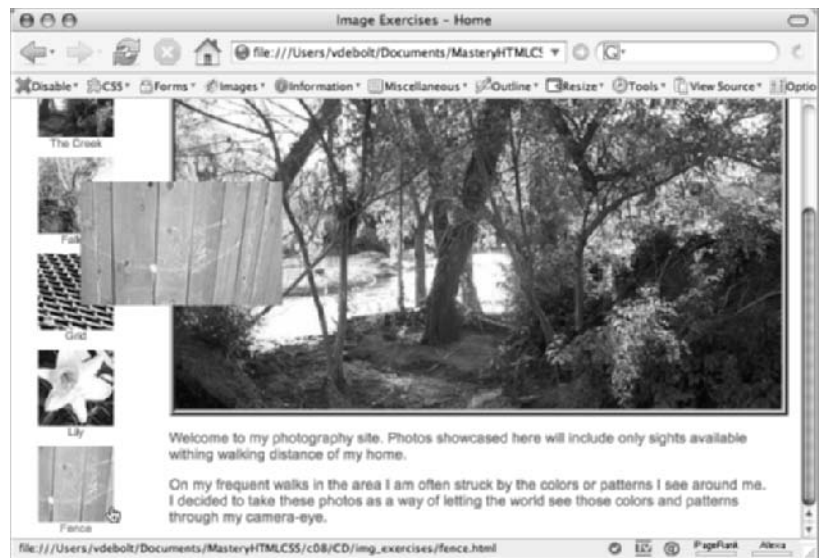 Image Exercises – Home
file:///Users/vdebolt/Documents/MasteryHTMLCS
G
Disable CSS Forms Images Information Miscellaneous Outline Resize Tools View Source Optio
The Creek
Fall
Grid
Lily
Fence
Welcome to my photography site. Photos showcased here will include only sights available
withing walking distance of my home.
On my frequent walks in the area I am often struck by the colors or patterns I see around me.
I decided to take these photos as a way of letting the world see those colors and patterns
through my camera-eye.
file:///Users/vdebolt/Documents/MasteryHTMLCSS/c08/CD/img_exercises/fence.html
PageRank Alexa